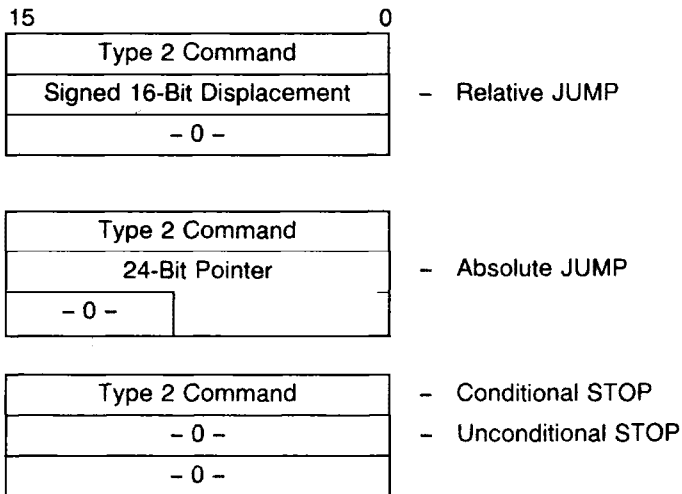 15 0
Type 2 Command
Signed 16-Bit Displacement – Relative JUMP
– 0 –
Type 2 Command
24-Bit Pointer – Absolute JUMP
– 0 –
Type 2 Command – Conditional STOP
– 0 – – Unconditional STOP
– 0 –